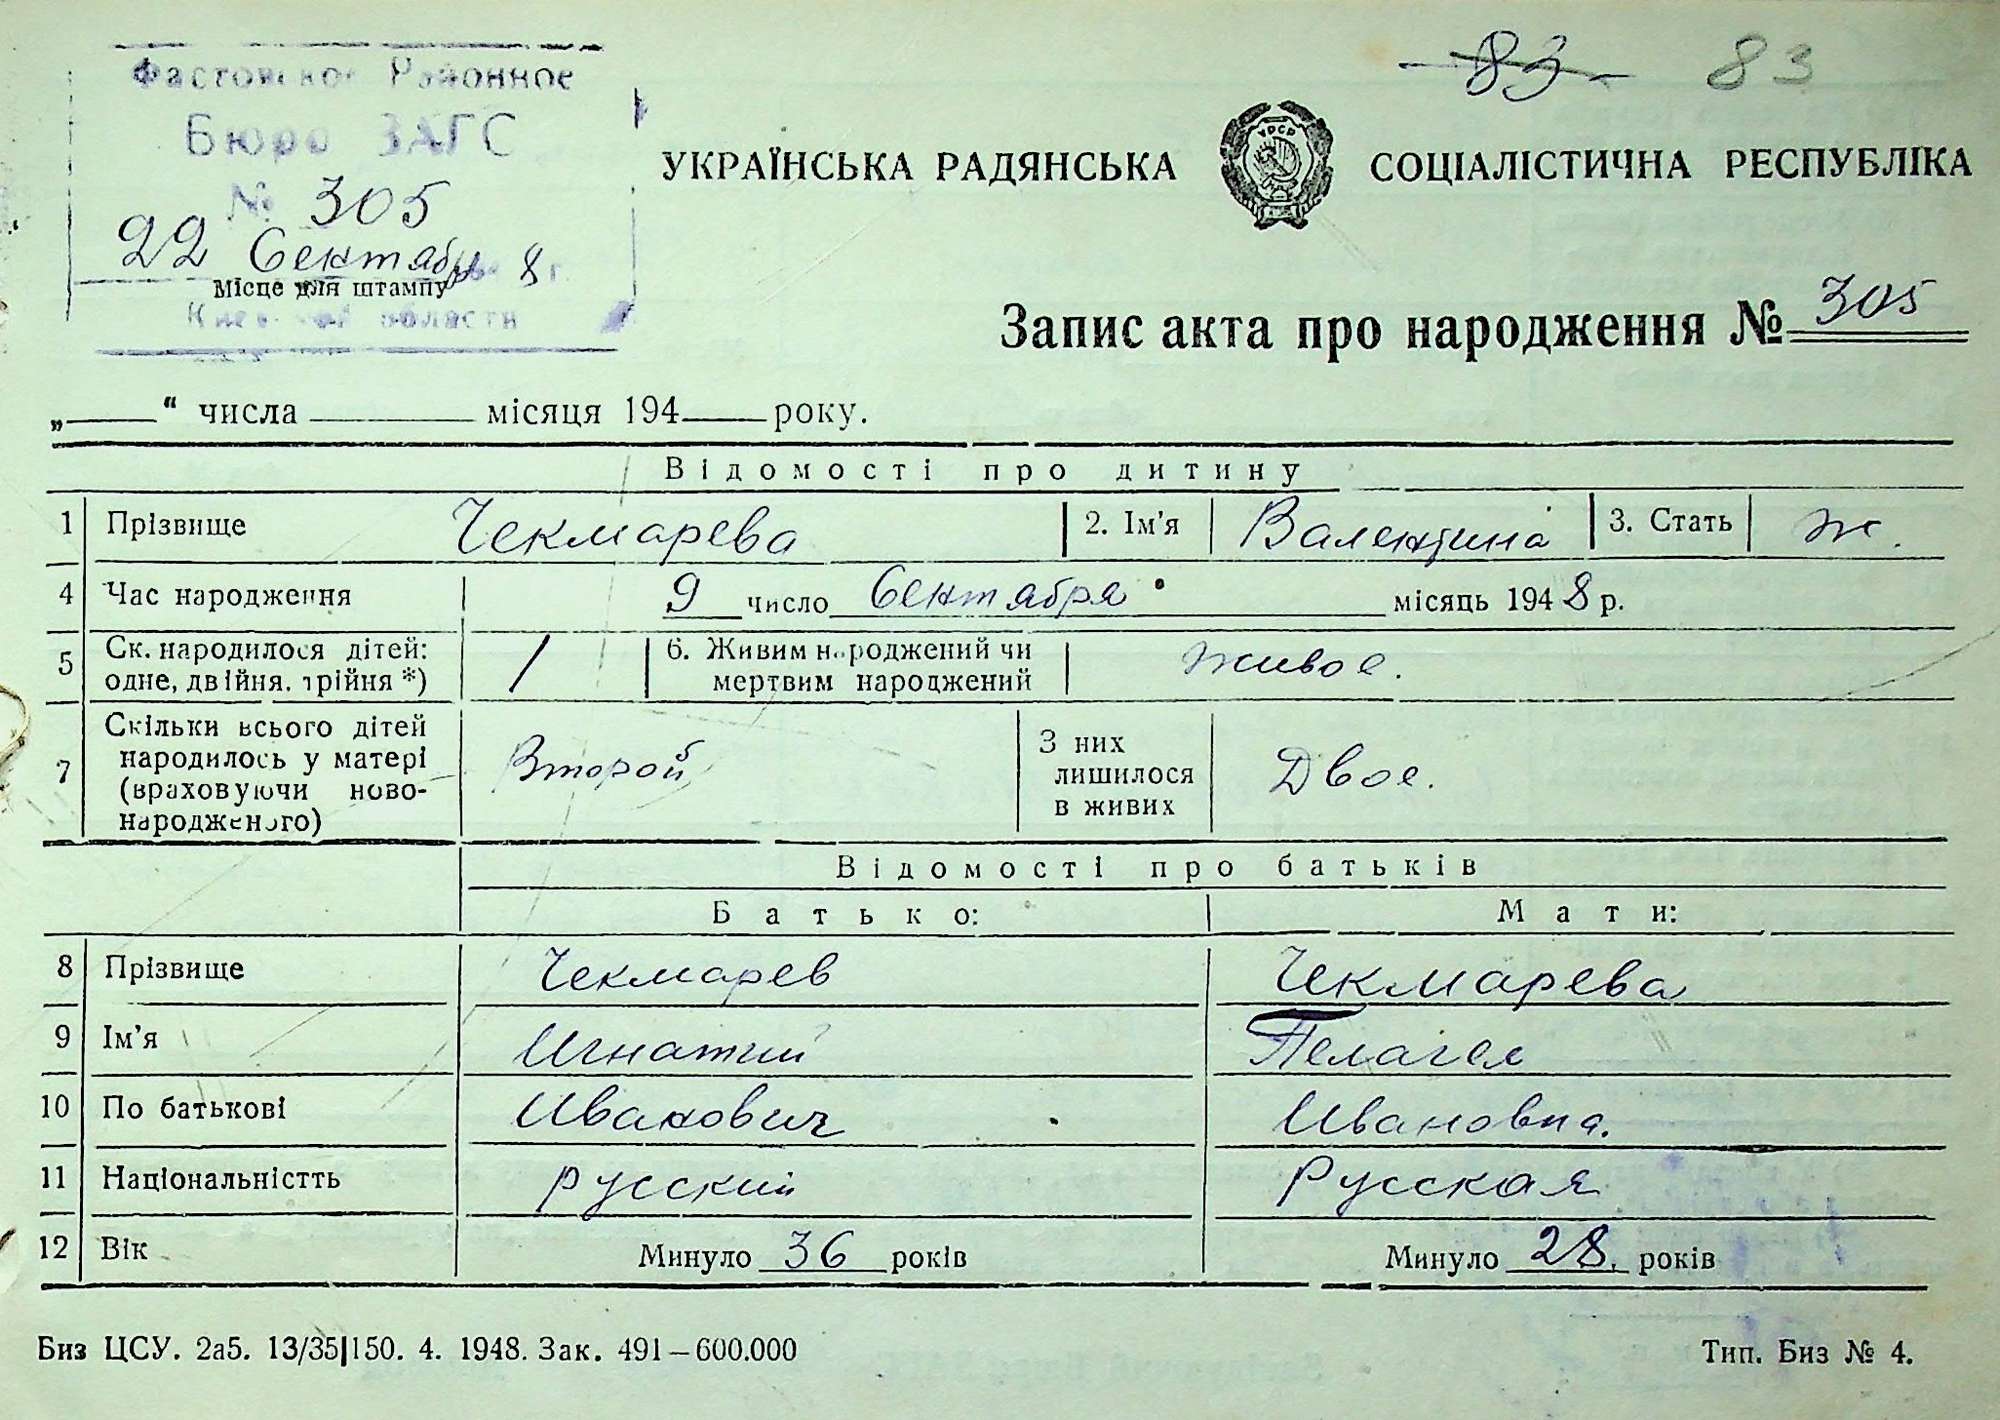 83 83
Фастовское Районное
Бюро ЗАГС
№ 305
22 Сентября 8 г.
Місце для штампу
Киевской области
УРСР
УКРАЇНСЬКА РАДЯНСЬКА СОЦІАЛІСТИЧНА РЕСПУБЛІКА
Запис акта про народження № 305
„ “ числа місяця 194 року.
Відомості про дитину
1 Прізвище Чекмарева 2. Ім'я Валентина 3. Стать ж.
4 Час народження 9 число Сентября місяць 1948 р.
5 Ск. народилося дітей: одне, двійня, трійня *) 1 6. Живим народжений чи мертвим народжений живое.
7 Скільки всього дітей народилось у матері (враховуючи ново-народженого) Второй З них лишилося в живих Двое.
Відомості про батьків
Батько: Мати:
8 Прізвище Чекмарев Чекмарева
9 Ім'я Игнатий Пелагея
10 По батькові Иванович Ивановна.
11 Національністть русский Русская
12 Вік Минуло 36 років Минуло 28. років
Биз ЦСУ. 2а5. 13/35|150. 4. 1948. Зак. 491—600.000 Тип. Биз № 4.